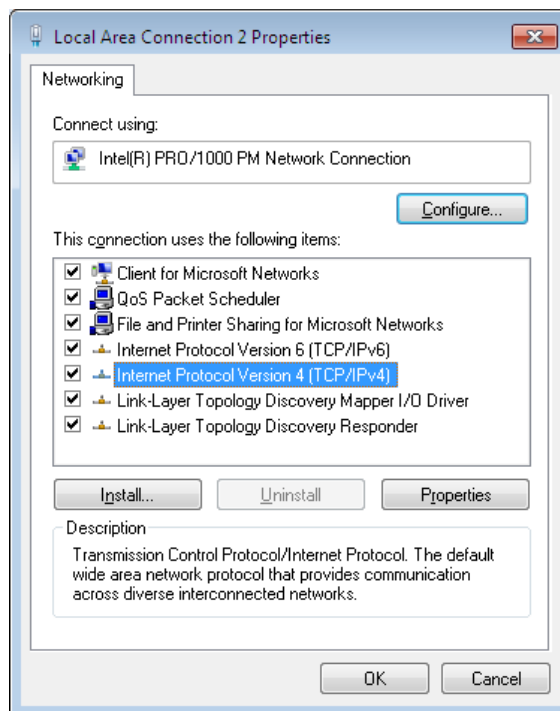 Local Area Connection 2 Properties
Networking
Connect using:
Intel(R) PRO/1000 PM Network Connection
Configure...
This connection uses the following items:
Client for Microsoft Networks
QoS Packet Scheduler
File and Printer Sharing for Microsoft Networks
Internet Protocol Version 6 (TCP/IPv6)
Internet Protocol Version 4 (TCP/IPv4)
Link-Layer Topology Discovery Mapper I/O Driver
Link-Layer Topology Discovery Responder
Install... Uninstall Properties
Description
Transmission Control Protocol/Internet Protocol. The default
wide area network protocol that provides communication
across diverse interconnected networks.
OK Cancel